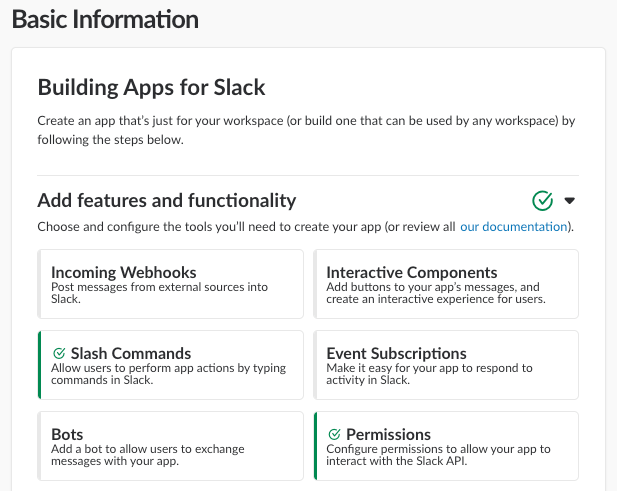 Basic Information
Building Apps for Slack
Create an app that's just for your workspace (or build one that can be used by any workspace) by
following the steps below.
Add features and functionality
Choose and configure the tools you'll need to create your app (or review all our documentation).
Incoming Webhooks
Post messages from external sources into
Slack.
Interactive Components
Add buttons to your app's messages, and
create an interactive experience for users.
Slash Commands
Allow users to perform app actions by typing
commands in Slack.
Event Subscriptions
Make it easy for your app to respond to
activity in Slack.
Bots
Add a bot to allow users to exchange
messages with your app.
Permissions
Configure permissions to allow your app to
interact with the Slack API.